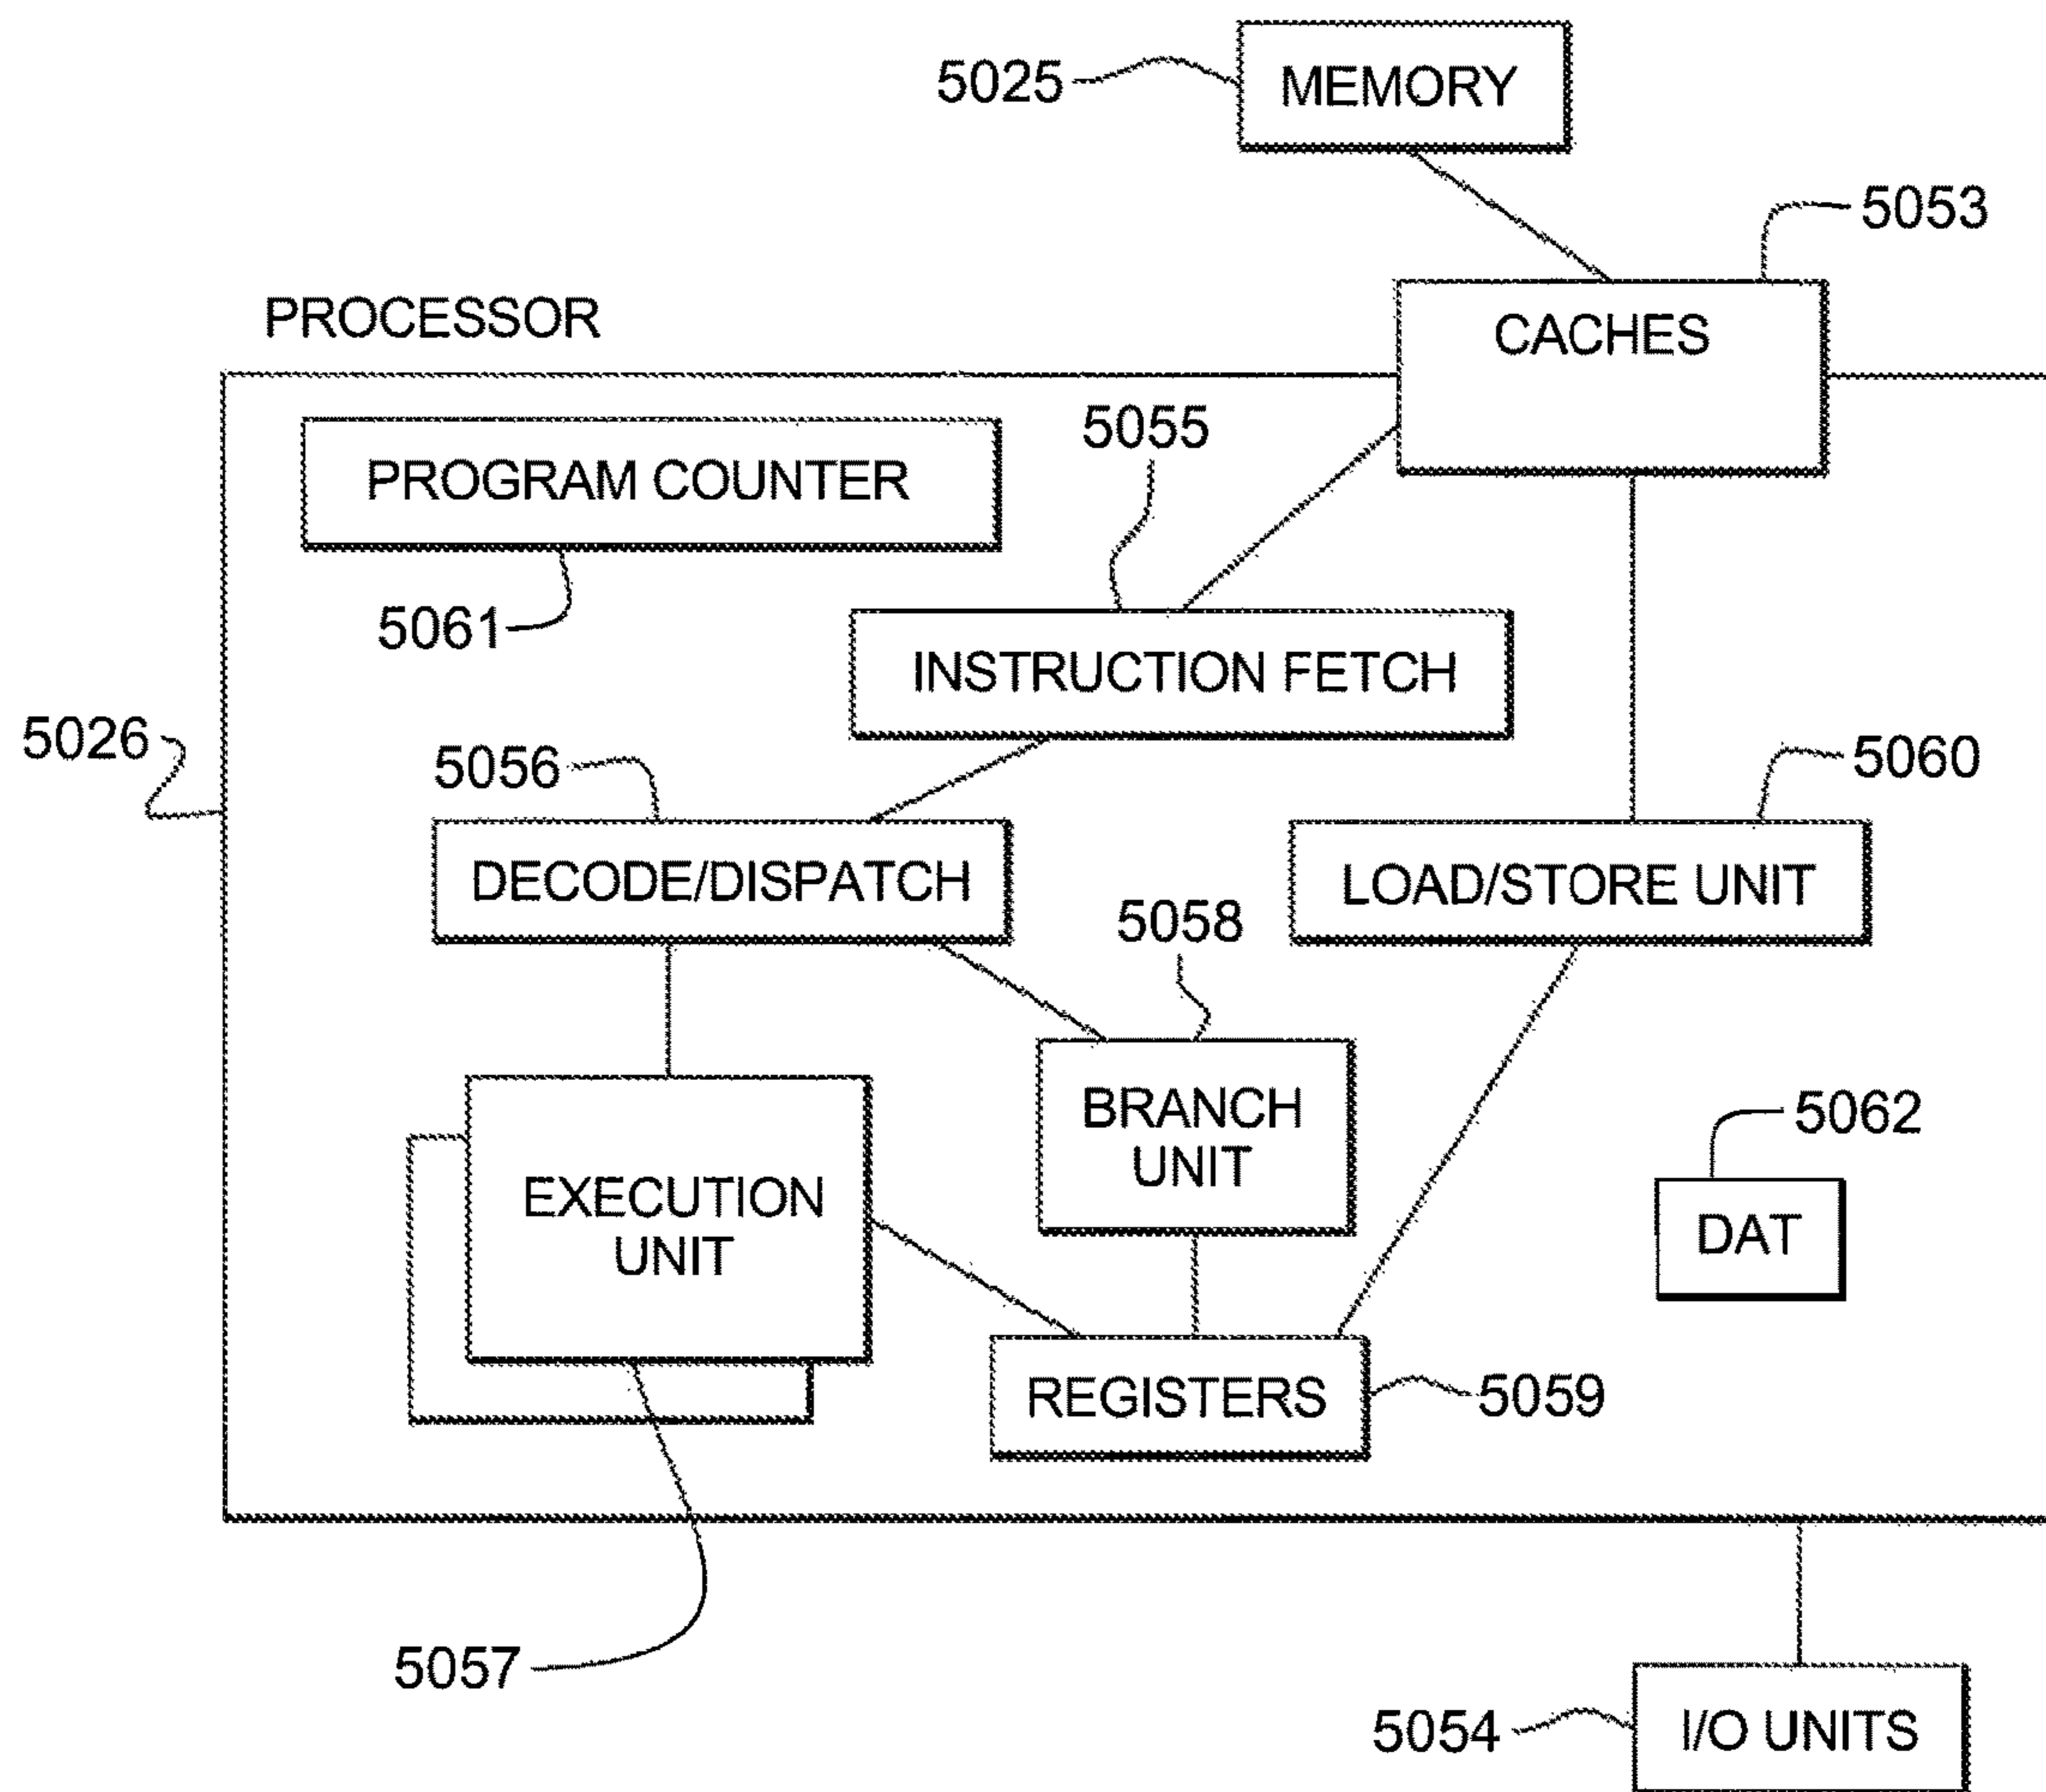 5025
MEMORY
5053
PROCESSOR
CACHES
5055
PROGRAM COUNTER
5061
INSTRUCTION FETCH
5026
5056
5060
DECODE/DISPATCH
LOAD/STORE UNIT
5058
BRANCH
UNIT
5062
EXECUTION
UNIT
DAT
REGISTERS
5059
5057
5054
I/O UNITS